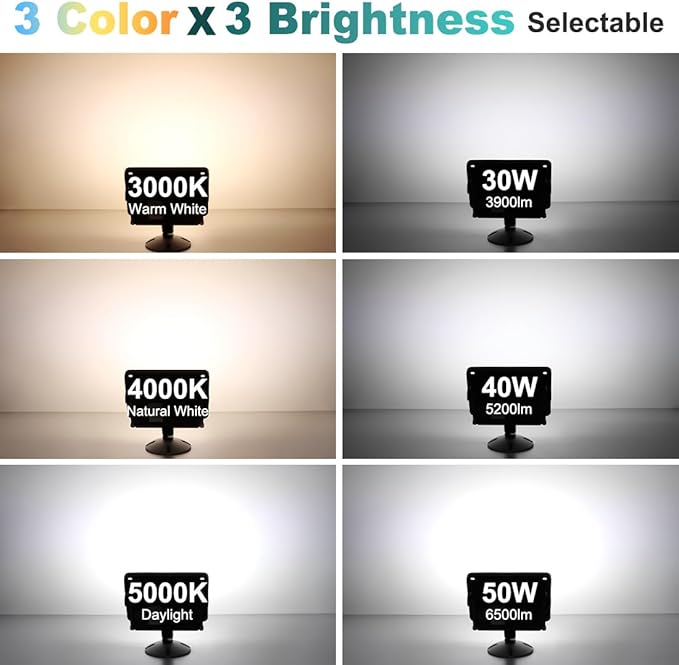 3 Color x 3 Brightness Selectable
3000K
Warm White
30W
3900lm
4000K
Natural White
40W
5200lm
5000K
Daylight
50W
6500lm